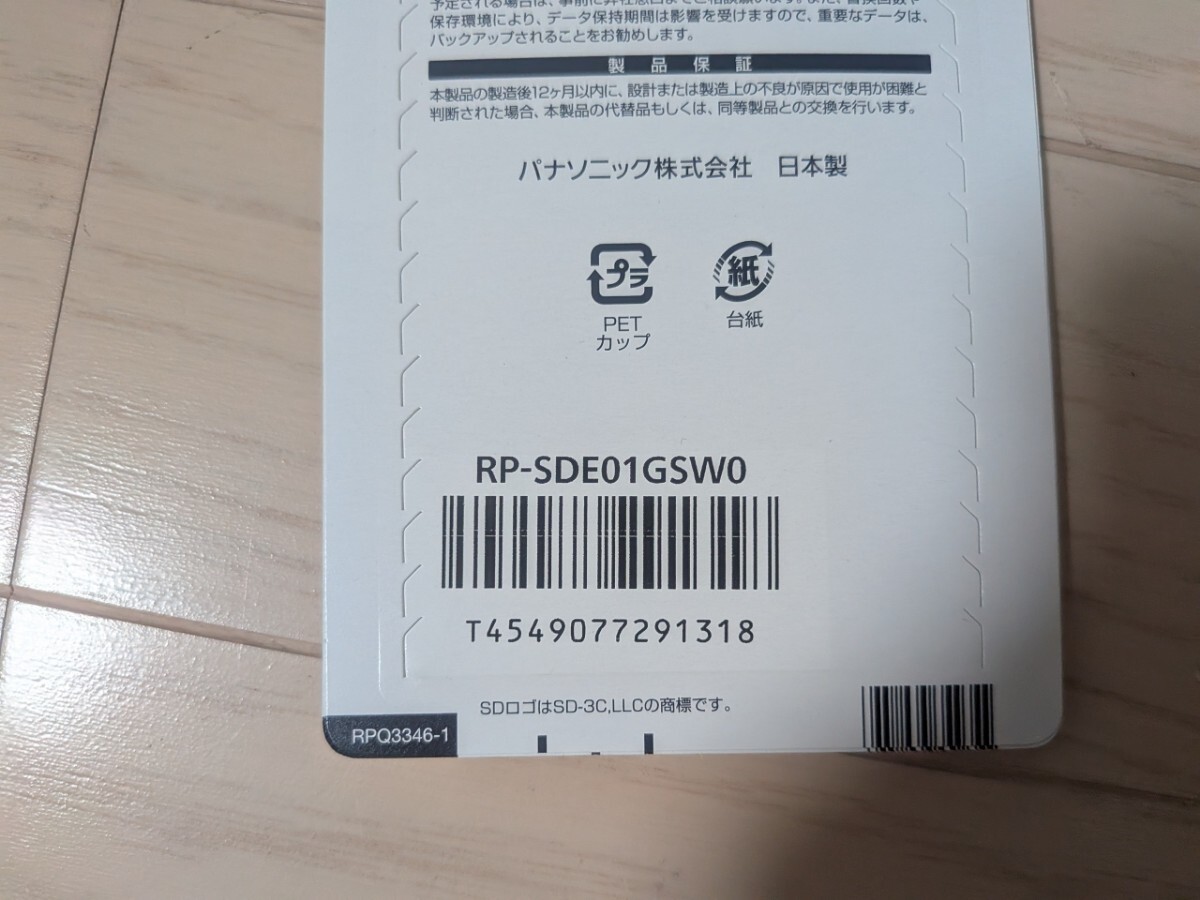 予定される場合は、事前に弊社窓口までご相談願います。また、書換回数や
保存環境により、データ保持期間は影響を受けますので、重要なデータは、
バックアップされることをお勧めします。
製品保証
本製品の製造後12ヶ月以内に、設計または製造上の不良が原因で使用が困難と
判断された場合、本製品の代替品もしくは、同等製品との交換を行います。
パナソニック株式会社 日本製
プラ 紙
PET 台紙
カップ
RP-SDE01GSW0
T4549077291318
SDロゴはSD-3C,LLCの商標です。
RPQ3346-1